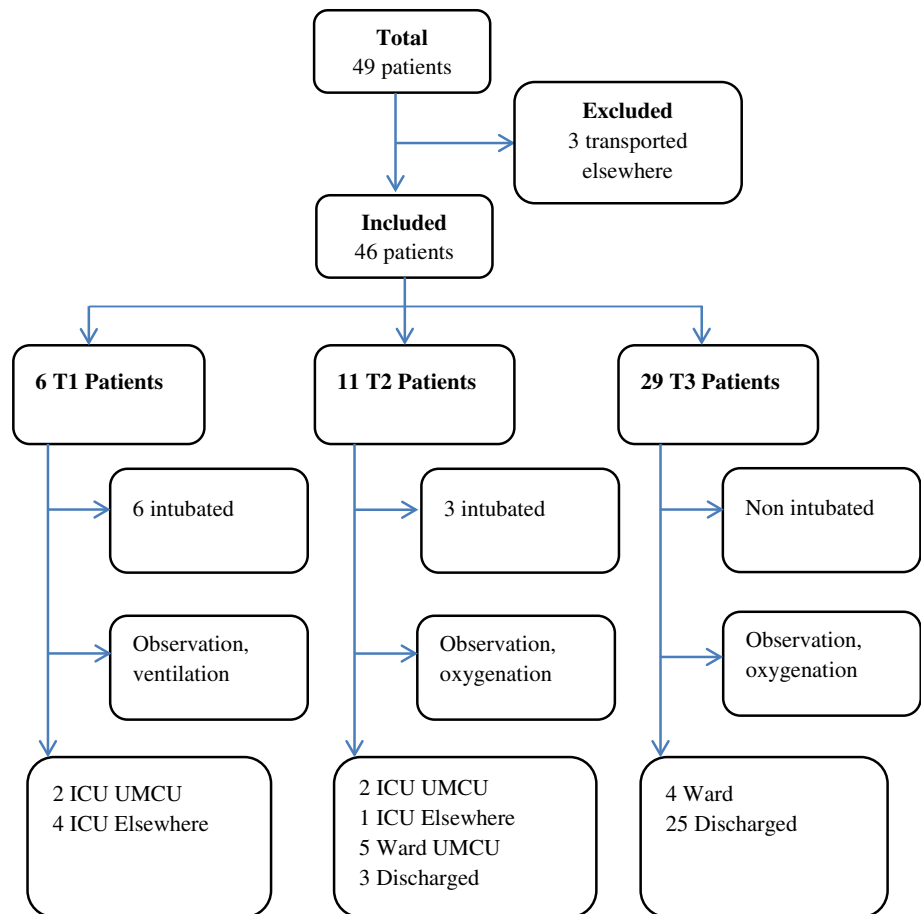 Total
49 patients
Excluded
3 transported
elsewhere
Included
46 patients
6 T1 Patients
11 T2 Patients
29 T3 Patients
6 intubated
3 intubated
Non intubated
Observation,
ventilation
Observation,
oxygenation
Observation,
oxygenation
2 ICU UMCU
4 ICU Elsewhere
2 ICU UMCU
1 ICU Elsewhere
5 Ward UMCU
3 Discharged
4 Ward
25 Discharged